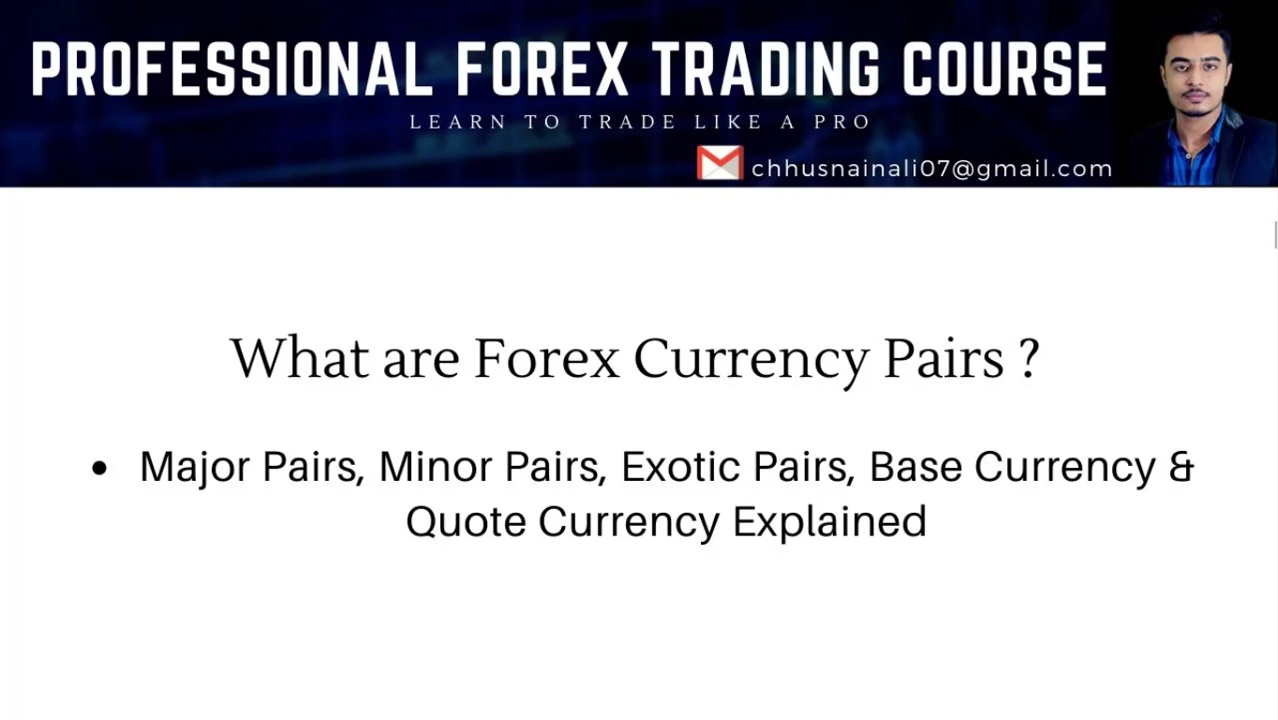 PROFESSIONAL FOREX TRADING COURSE
LEARN TO TRADE LIKE A PRO
chhusnainali07@gmail.com
What are Forex Currency Pairs ?
• Major Pairs, Minor Pairs, Exotic Pairs, Base Currency &
Quote Currency Explained